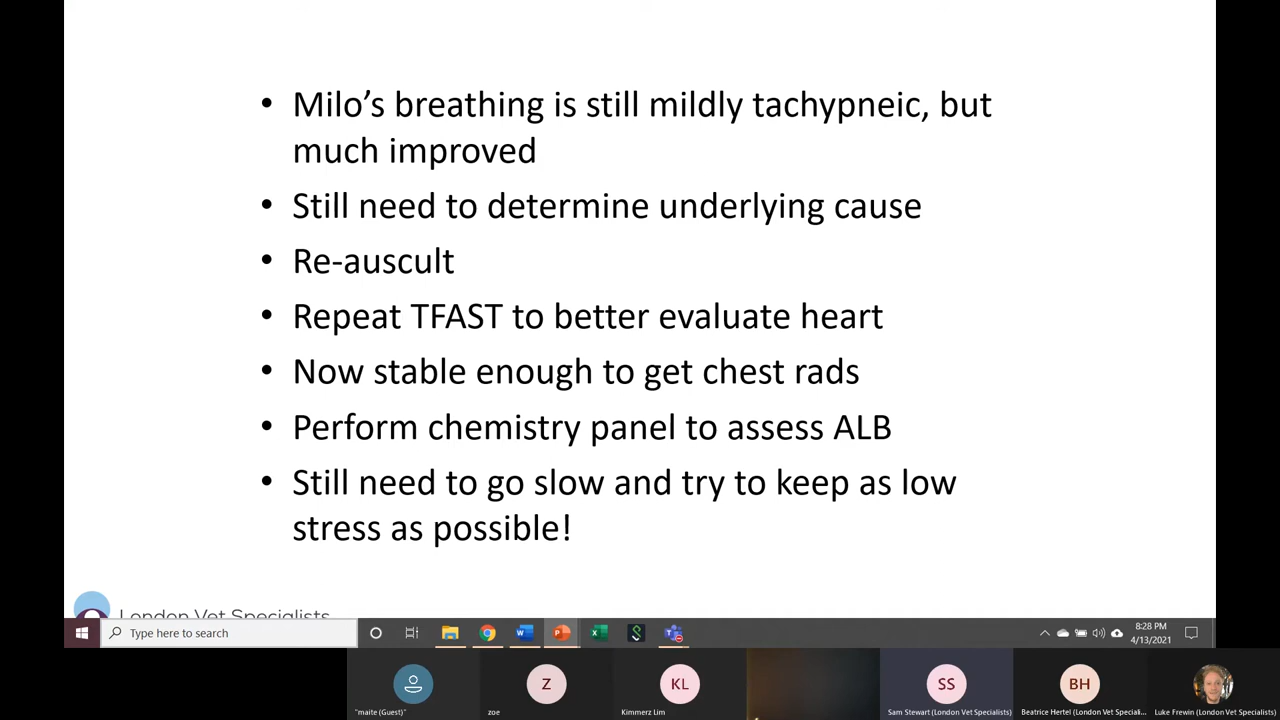 • Milo’s breathing is still mildly tachypneic, but
much improved
• Still need to determine underlying cause
• Re-auscult
• Repeat TFAST to better evaluate heart
• Now stable enough to get chest rads
• Perform chemistry panel to assess ALB
• Still need to go slow and try to keep as low
stress as possible!
London Vet Specialists
Type here to search
8:28 PM
4/13/2021
Z
KL
SS
BH
"maite (Guest)"
zoe
Kimmerz Lim
Sam Stewart (London Vet Specialists)
Beatrice Hertel (London Vet Speciali...
Luke Frewin (London Vet Specialists)